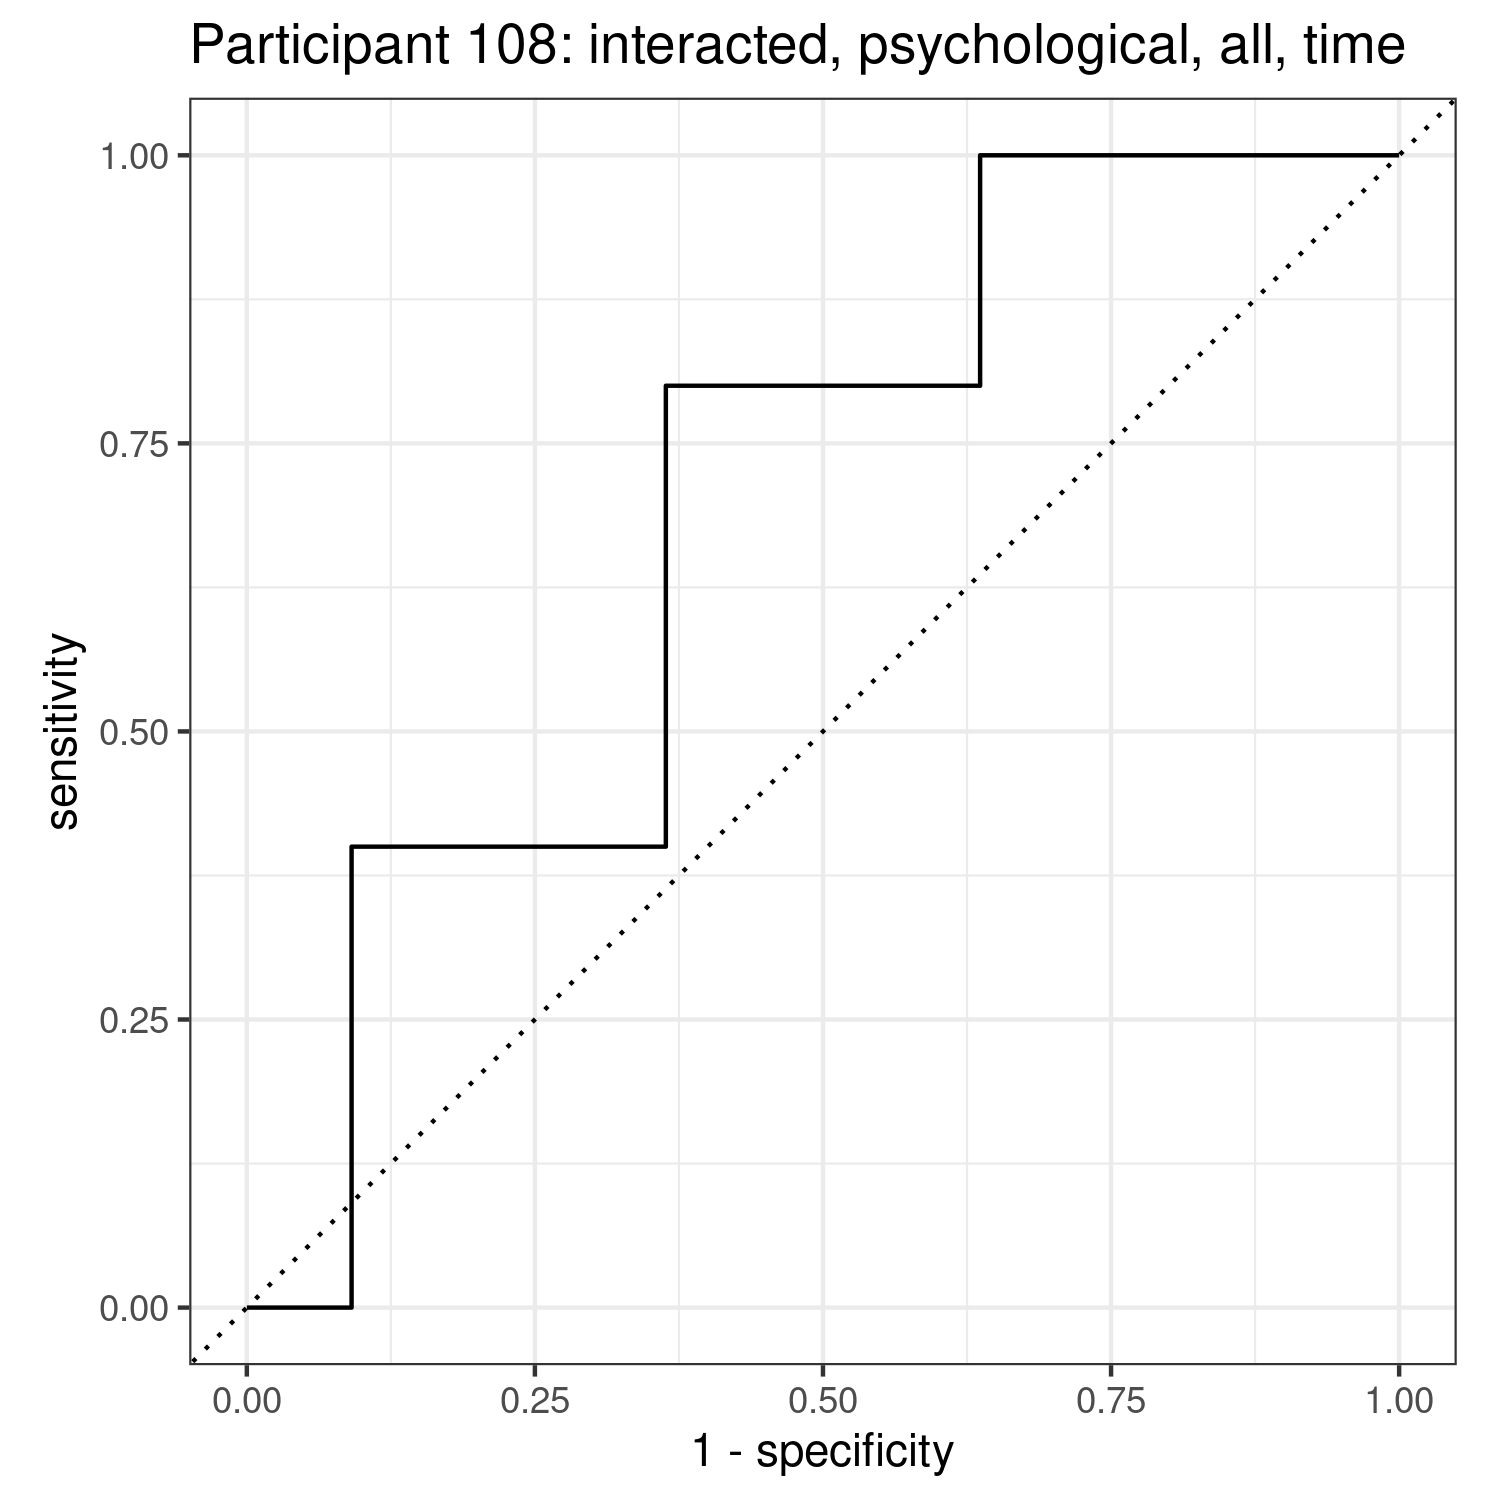 Participant 108: interacted, psychological, all, time
1.00
0.75
0.50
0.25
0.00
sensitivity
0.00 0.25 0.50 0.75 1.00
1 - specificity